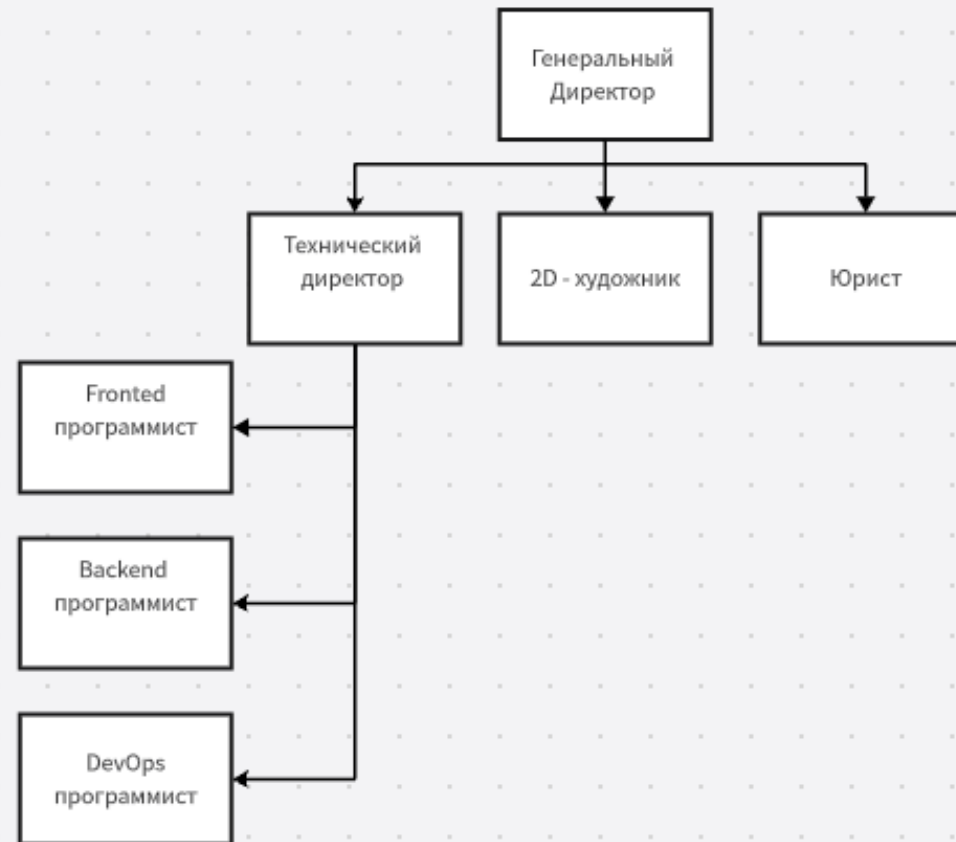 Генеральный
Директор
Технический
директор
2D - художник
Юрист
Fronted
программист
Backend
программист
DevOps
программист